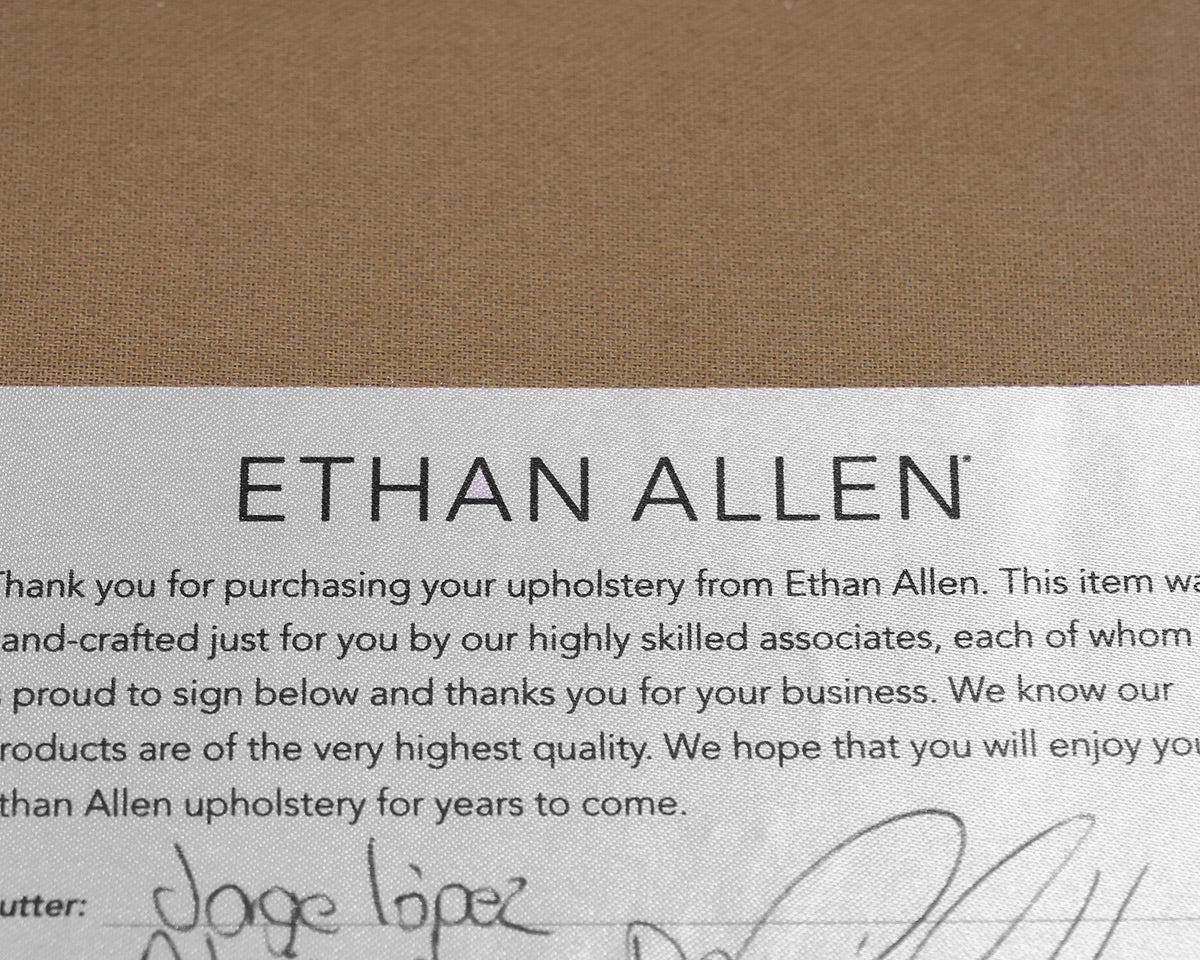 ETHAN ALLEN
Thank you for purchasing your upholstery from Ethan Allen. This item wa
and-crafted just for you by our highly skilled associates, each of whom
s proud to sign below and thanks you for your business. We know our
roducts are of the very highest quality. We hope that you will enjoy you
than Allen upholstery for years to come.
utter: Jorge lópez